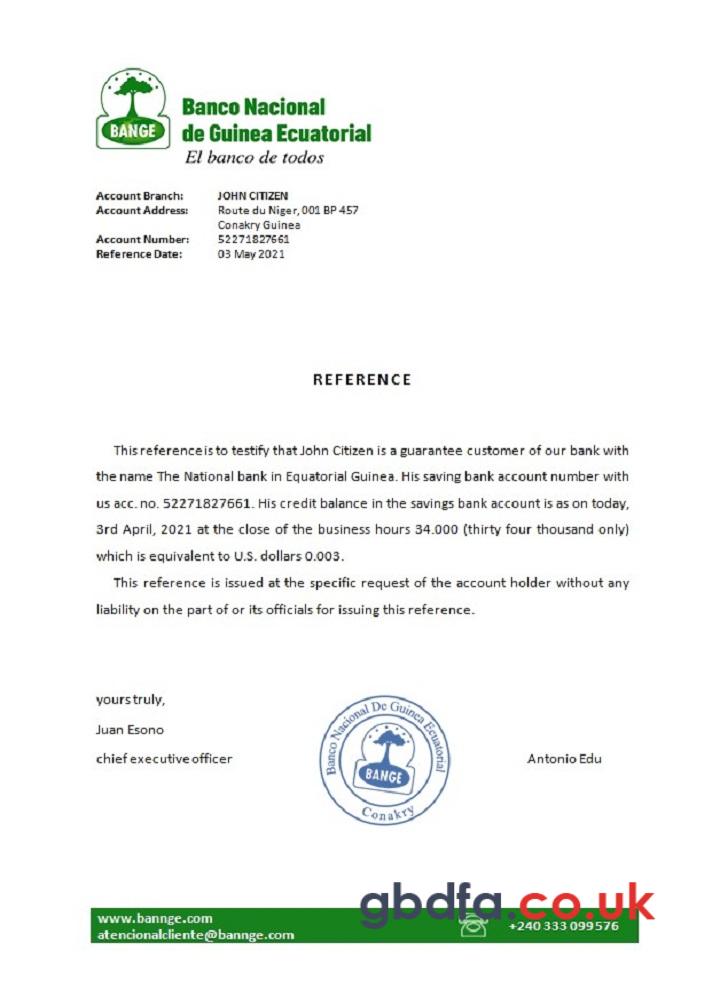 BANGE
Banco Nacional
de Guinea Ecuatorial
El banco de todos
Account Branch: JOHN CITIZEN
Account Address: Route du Niger, 001 BP 457
Conakry Guinea
Account Number: 52271827661
Reference Date: 03 May 2021
REFERENCE
This reference is to testify that John Citizen is a guarantee customer of our bank with
the name The National bank in Equatorial Guinea. His saving bank account number with
us acc. no. 52271827661. His credit balance in the savings bank account is as on today,
3rd April, 2021 at the close of the business hours 34.000 (thirty four thousand only)
which is equivalent to U.S. dollars 0.003.
This reference is issued at the specific request of the account holder without any
liability on the part of or its officials for issuing this reference.
yours truly,
Juan Esono
chief executive officer
Banco Nacional De Guinea Ecuatorial
BANGE
Conakry
Antonio Edu
gbdfa.co.uk
www.bannge.com
atencionalcliente@bannge.com
+240 333 099576